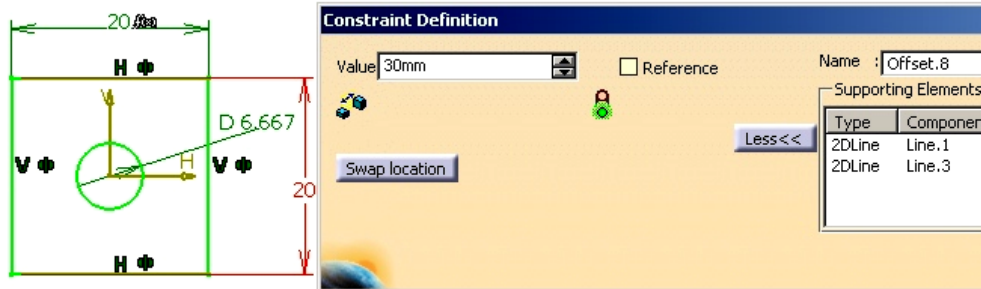 20 f(x)
H
V
D 6.667
H
V
V
20
H
Constraint Definition
Value 30mm
Reference
Name : Offset.8
Supporting Elements
Type Componen
2DLine Line.1
2DLine Line.3
Less<<
Swap location